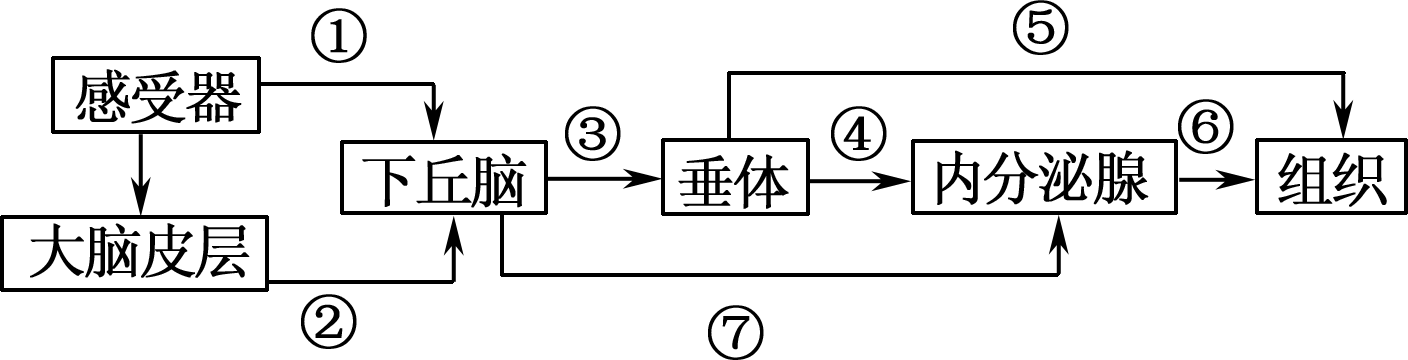 ①
⑤
感受器
③
④
⑥
下丘脑
垂体
内分泌腺
组织
大脑皮层
②
⑦